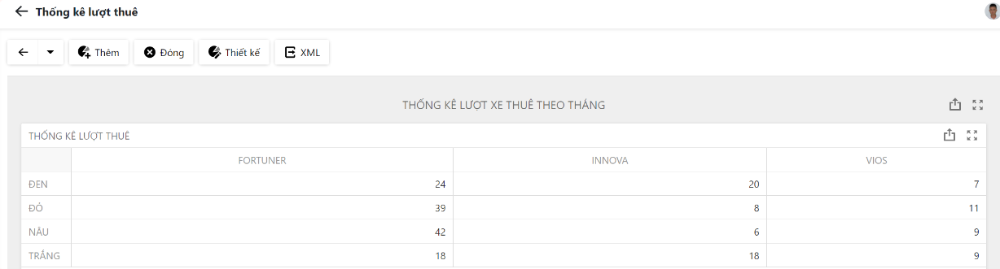 Thống kê lượt thuê
Thêm Đóng Thiết kế XML
THỐNG KÊ LƯỢT XE THUÊ THEO THÁNG
THỐNG KÊ LƯỢT THUÊ
FORTUNER INNOVA VIOS
ĐEN 24 20 7
ĐỎ 39 8 11
NÂU 42 6 9
TRẮNG 18 18 9